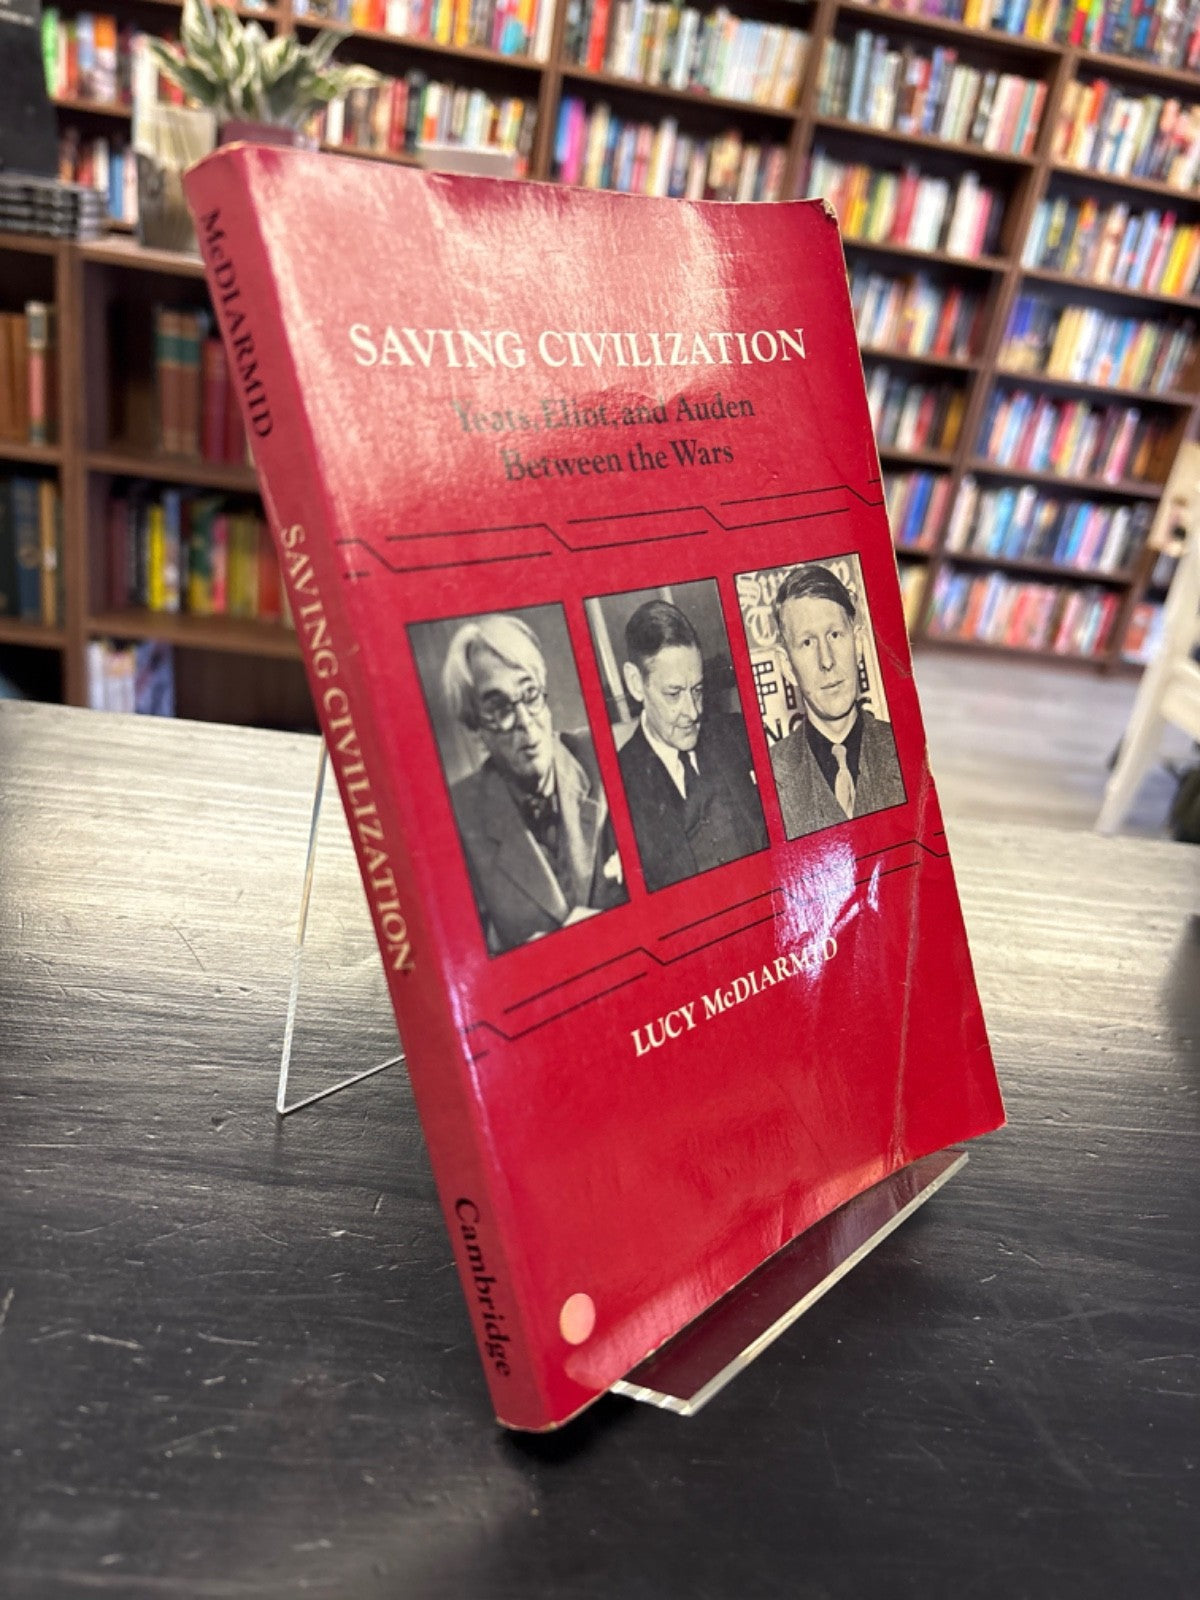 SAVING CIVILIZATION
Yeats, Eliot, and Auden
Between the Wars
LUCY McDIARMID
McDIARMID
SAVING CIVILIZATION
Cambridge